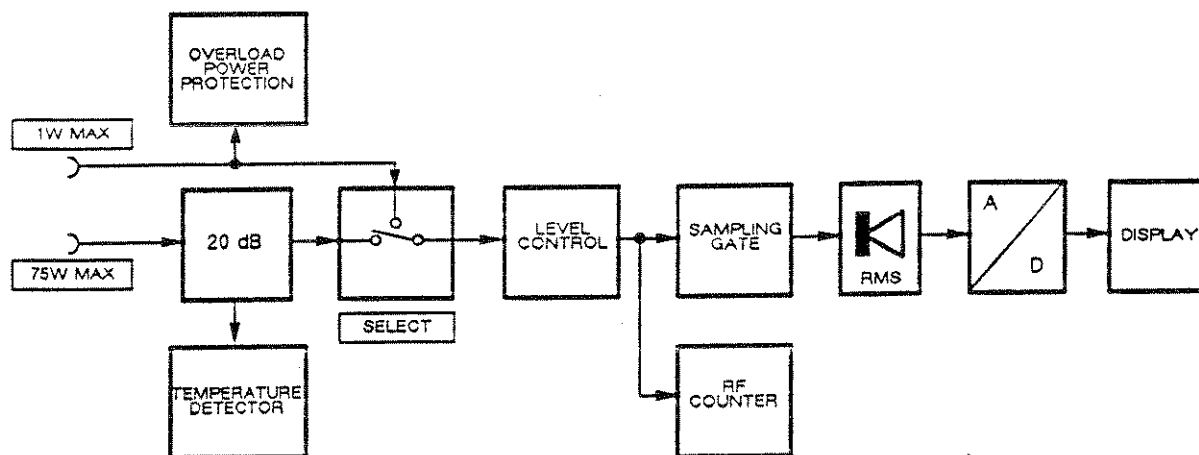 OVERLOAD
POWER
PROTECTION
1W MAX
75W MAX
20 dB
SELECT
TEMPERATURE
DETECTOR
LEVEL
CONTROL
SAMPLING
GATE
RF
COUNTER
RMS
A
D
DISPLAY